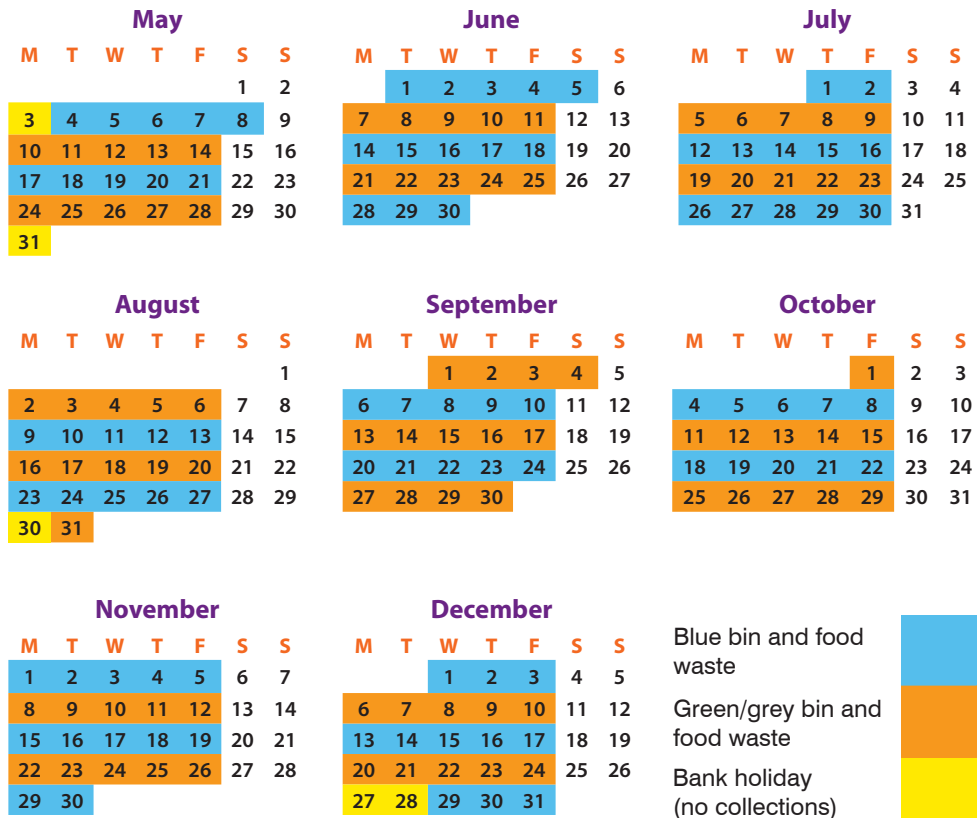 May
M T W T F S S
1 2
3 4 5 6 7 8 9
10 11 12 13 14 15 16
17 18 19 20 21 22 23
24 25 26 27 28 29 30
31
June
M T W T F S S
1 2 3 4 5 6
7 8 9 10 11 12 13
14 15 16 17 18 19 20
21 22 23 24 25 26 27
28 29 30
July
M T W T F S S
1 2 3 4
5 6 7 8 9 10 11
12 13 14 15 16 17 18
19 20 21 22 23 24 25
26 27 28 29 30 31
August
M T W T F S S
1
2 3 4 5 6 7 8
9 10 11 12 13 14 15
16 17 18 19 20 21 22
23 24 25 26 27 28 29
30 31
September
M T W T F S S
1 2 3 4 5
6 7 8 9 10 11 12
13 14 15 16 17 18 19
20 21 22 23 24 25 26
27 28 29 30
October
M T W T F S S
1 2 3
4 5 6 7 8 9 10
11 12 13 14 15 16 17
18 19 20 21 22 23 24
25 26 27 28 29 30 31
November
M T W T F S S
1 2 3 4 5 6 7
8 9 10 11 12 13 14
15 16 17 18 19 20 21
22 23 24 25 26 27 28
29 30
December
M T W T F S S
1 2 3 4 5
6 7 8 9 10 11 12
13 14 15 16 17 18 19
20 21 22 23 24 25 26
27 28 29 30 31
Blue bin and food
waste
Green/grey bin and
food waste
Bank holiday
(no collections)